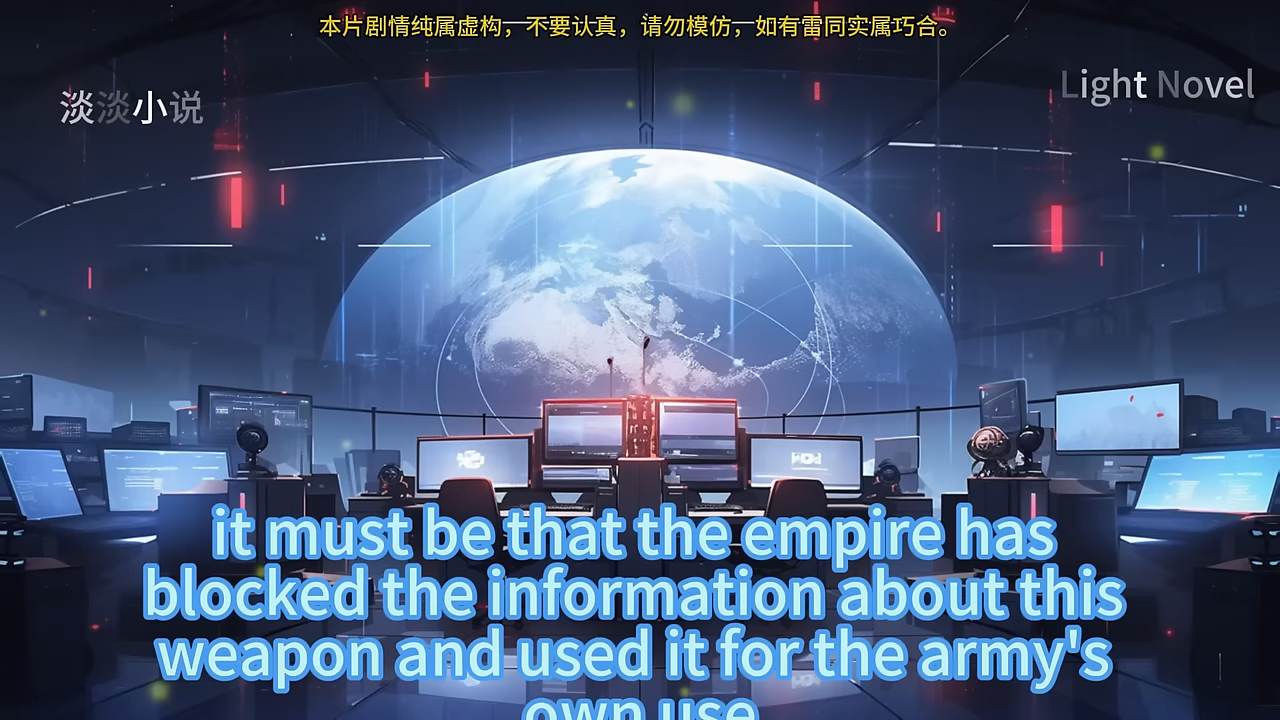 本片剧情纯属虚构，不要认真，请勿模仿，如有雷同实属巧合。
淡淡小说
Light Novel
it must be that the empire has
blocked the information about this
weapon and used it for the army's
own use